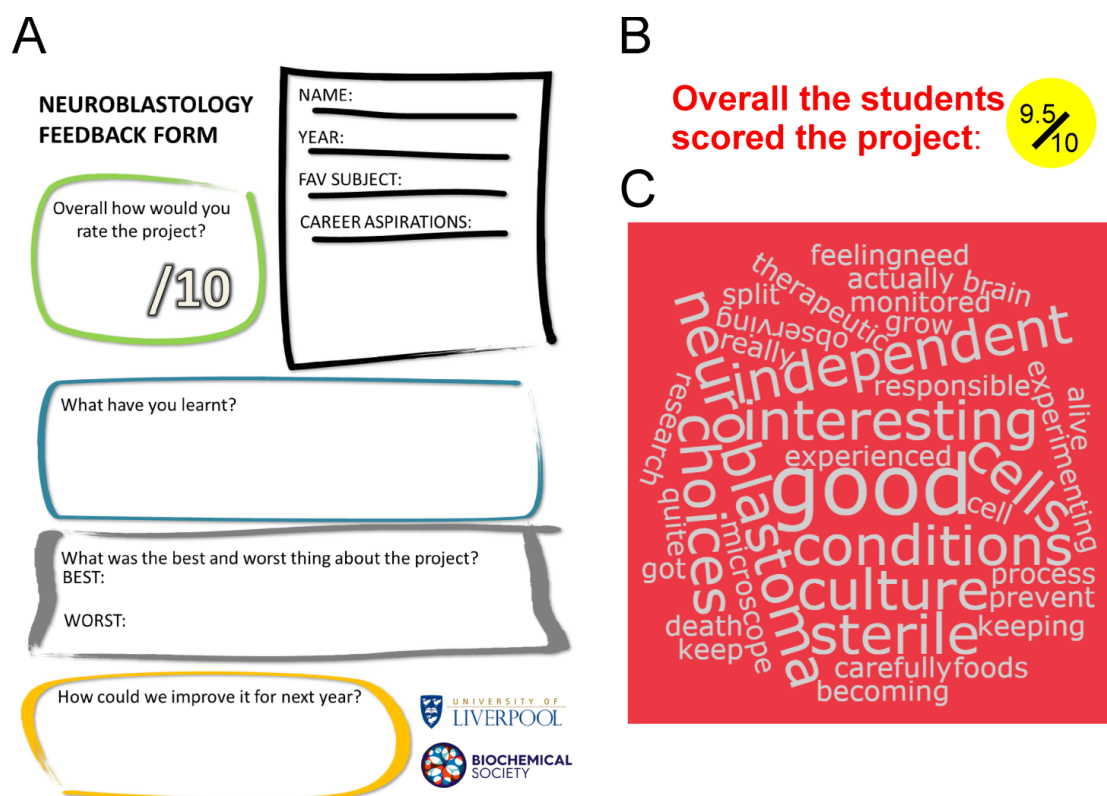 A
NEUROBLASTOLOGY
FEEDBACK FORM
Overall how would you
rate the project?
/10
NAME:
YEAR:
FAV SUBJECT:
CAREER ASPIRATIONS:
What have you learnt?
What was the best and worst thing about the project?
BEST:
WORST:
How could we improve it for next year?
UNIVERSITY OF
LIVERPOOL
BIOCHEMICAL
SOCIETY
B
Overall the students
scored the project:
9.5/10
C
feelingneed
actually
brain
therapeutic
split
monitored
observing
grow
really
neuroblastoma
independent
responsible
research
experimenting
alive
interesting
choices
experienced
good
cells
cell
quite
microscope
conditions
got
culture
process
prevent
death
sterile
keeping
keep
carefullyfoods
becoming